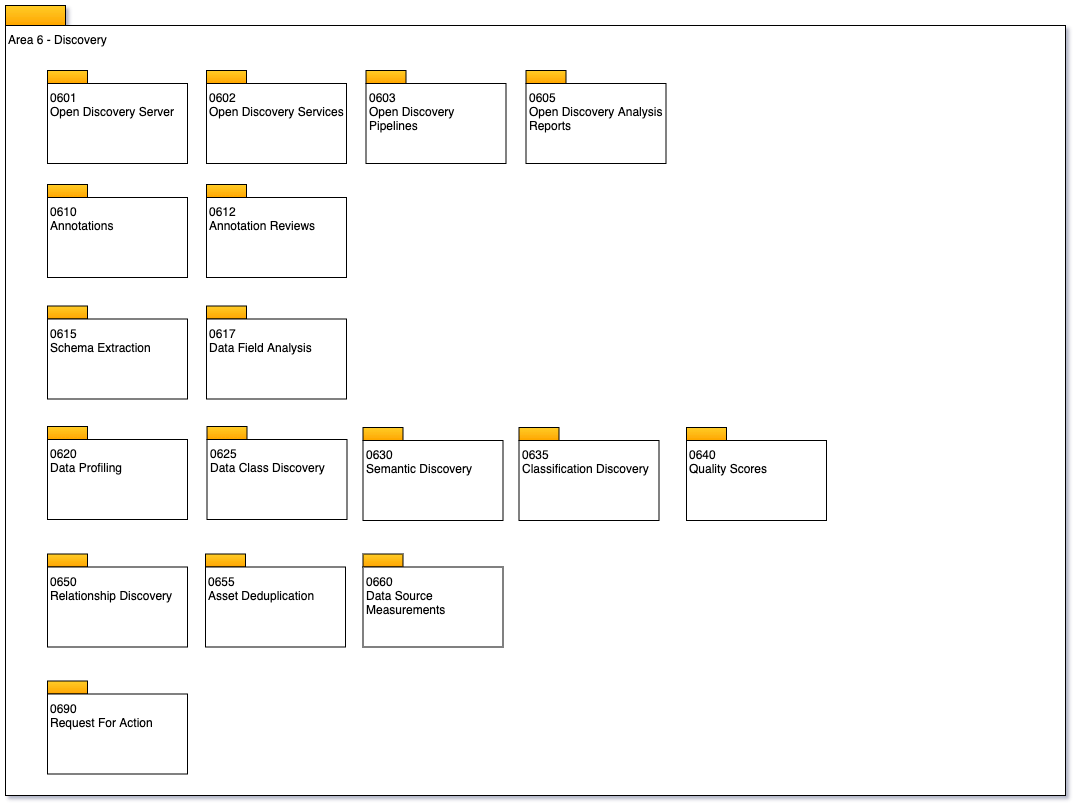 Area 6 - Discovery
0601
Open Discovery Server
0602
Open Discovery Services
0603
Open Discovery
Pipelines
0605
Open Discovery Analysis
Reports
0610
Annotations
0612
Annotation Reviews
0615
Schema Extraction
0617
Data Field Analysis
0620
Data Profiling
0625
Data Class Discovery
0630
Semantic Discovery
0635
Classification Discovery
0640
Quality Scores
0650
Relationship Discovery
0655
Asset Deduplication
0660
Data Source
Measurements
0690
Request For Action